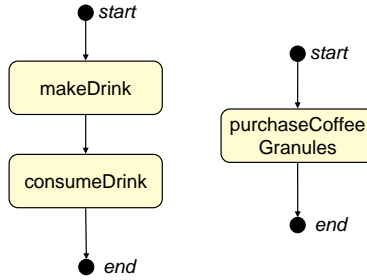 start
makeDrink
consumeDrink
end
start
purchaseCoffee
Granules
end